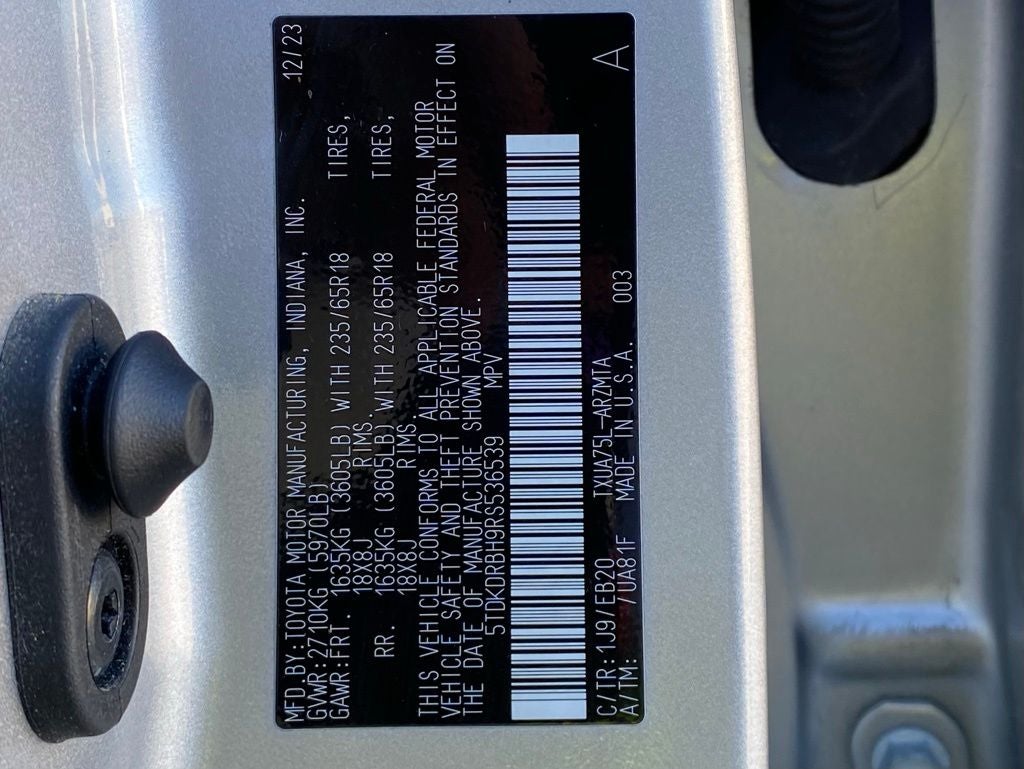 MFD.BY:TOYOTA MOTOR MANUFACTURING, INDIANA, INC. 12/23
GVWR:2710KG(5970LB)
GAWR:FRT. 1635KG(3605LB) WITH 235/65R18 TIRES,
18X8J RIMS.
RR. 1635KG(3605LB) WITH 235/65R18 TIRES,
18X8J RIMS.
THIS VEHICLE CONFORMS TO ALL APPLICABLE FEDERAL MOTOR
VEHICLE SAFETY AND THEFT PREVENTION STANDARDS IN EFFECT ON
THE DATE OF MANUFACTURE SHOWN ABOVE.
5TDKDRBH9RS536539 MPV
C/TR:1J9/EB20 TXUA75L-ARZMTA
A/TM: /UA81F MADE IN U.S.A. 003 A